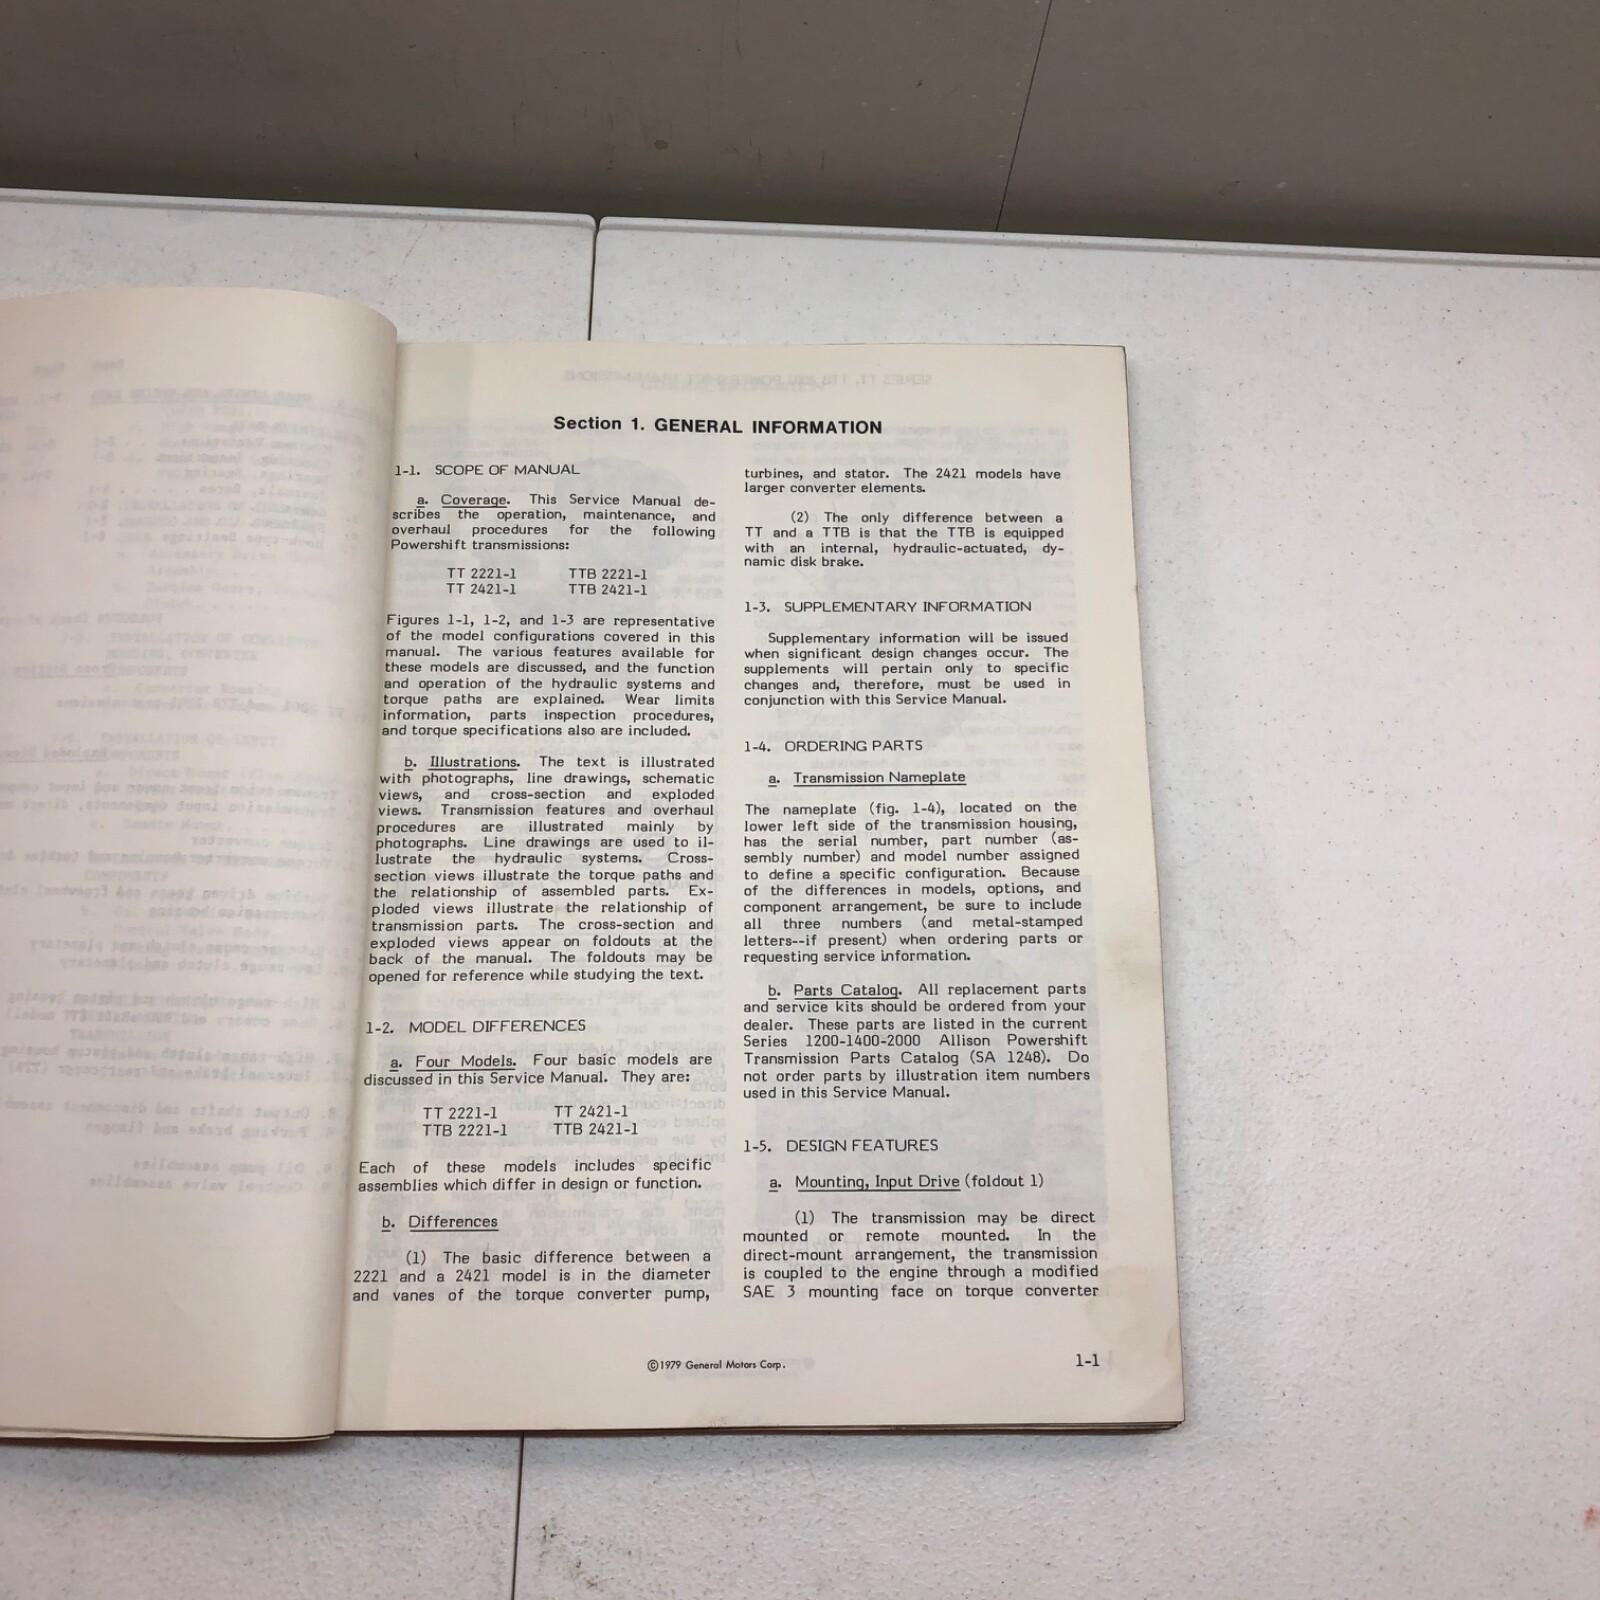 Section 1. GENERAL INFORMATION
1-1. SCOPE OF MANUAL
a. Coverage. This Service Manual de-
scribes the operation, maintenance, and
overhaul procedures for the following
Powershift transmissions:
TT 2221-1 TTB 2221-1
TT 2421-1 TTB 2421-1
Figures 1-1, 1-2, and 1-3 are representative
of the model configurations covered in this
manual. The various features available for
these models are discussed, and the function
and operation of the hydraulic systems and
torque paths are explained. Wear limits
information, parts inspection procedures,
and torque specifications also are included.
b. Illustrations. The text is illustrated
with photographs, line drawings, schematic
views, and cross-section and exploded
views. Transmission features and overhaul
procedures are illustrated mainly by
photographs. Line drawings are used to il-
lustrate the hydraulic systems. Cross-
section views illustrate the torque paths and
the relationship of assembled parts. Ex-
ploded views illustrate the relationship of
transmission parts. The cross-section and
exploded views appear on foldouts at the
back of the manual. The foldouts may be
opened for reference while studying the text.
1-2. MODEL DIFFERENCES
a. Four Models. Four basic models are
discussed in this Service Manual. They are:
TT 2221-1 TT 2421-1
TTB 2221-1 TTB 2421-1
Each of these models includes specific
assemblies which differ in design or function.
b. Differences
(1) The basic difference between a
2221 and a 2421 model is in the diameter
and vanes of the torque converter pump,
turbines, and stator. The 2421 models have
larger converter elements.
(2) The only difference between a
TT and a TTB is that the TTB is equipped
with an internal, hydraulic-actuated, dy-
namic disk brake.
1-3. SUPPLEMENTARY INFORMATION
Supplementary information will be issued
when significant design changes occur. The
supplements will pertain only to specific
changes and, therefore, must be used in
conjunction with this Service Manual.
1-4. ORDERING PARTS
a. Transmission Nameplate
The nameplate (fig. 1-4), located on the
lower left side of the transmission housing,
has the serial number, part number (as-
sembly number) and model number assigned
to define a specific configuration. Because
of the differences in models, options, and
component arrangement, be sure to include
all three numbers (and metal-stamped
letters--if present) when ordering parts or
requesting service information.
b. Parts Catalog. All replacement parts
and service kits should be ordered from your
dealer. These parts are listed in the current
Series 1200-1400-2000 Allison Powershift
Transmission Parts Catalog (SA 1248). Do
not order parts by illustration item numbers
used in this Service Manual.
1-5. DESIGN FEATURES
a. Mounting, Input Drive (foldout 1)
(1) The transmission may be direct
mounted or remote mounted. In the
direct-mount arrangement, the transmission
is coupled to the engine through a modified
SAE 3 mounting face on torque converter
©1979 General Motors Corp.
1-1